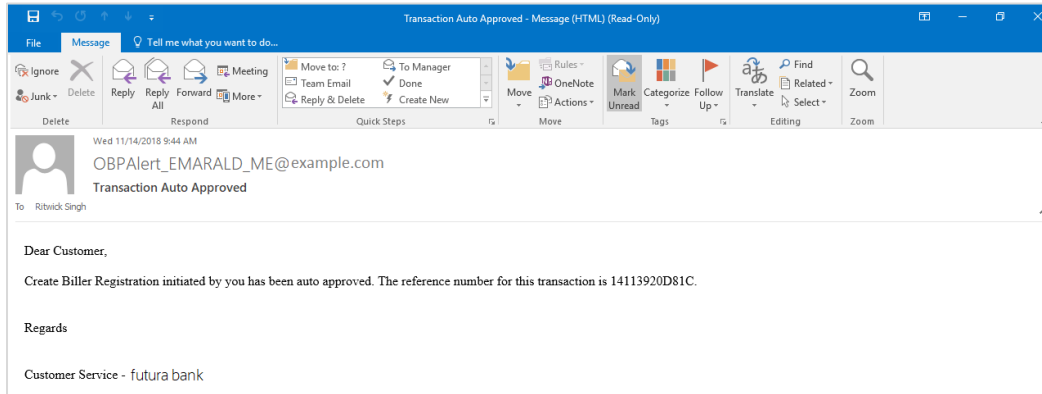 Transaction Auto Approved - Message (HTML) (Read-Only)
File Message Tell me what you want to do...
Ignore
Junk
Delete
Reply
Reply All
Forward
Meeting
More
Move to: ?
Team Email
Reply & Delete
To Manager
Done
Create New
Move
Rules
OneNote
Actions
Mark Unread
Categorize
Follow Up
Translate
Find
Related
Select
Zoom
Delete Respond Quick Steps Move Tags Editing Zoom
Wed 11/14/2018 9:44 AM
OBPAlert_EMARALD_ME@example.com
Transaction Auto Approved
To Ritwick Singh
Dear Customer,
Create Biller Registration initiated by you has been auto approved. The reference number for this transaction is 14113920D81C.
Regards
Customer Service - futura bank